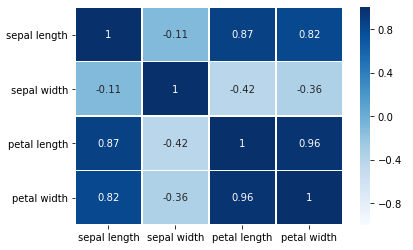 sepal length 1 -0.11 0.87 0.82
sepal width -0.11 1 -0.42 -0.36
petal length 0.87 -0.42 1 0.96
petal width 0.82 -0.36 0.96 1
sepal length sepal width petal length petal width
0.8
0.4
0.0
-0.4
-0.8